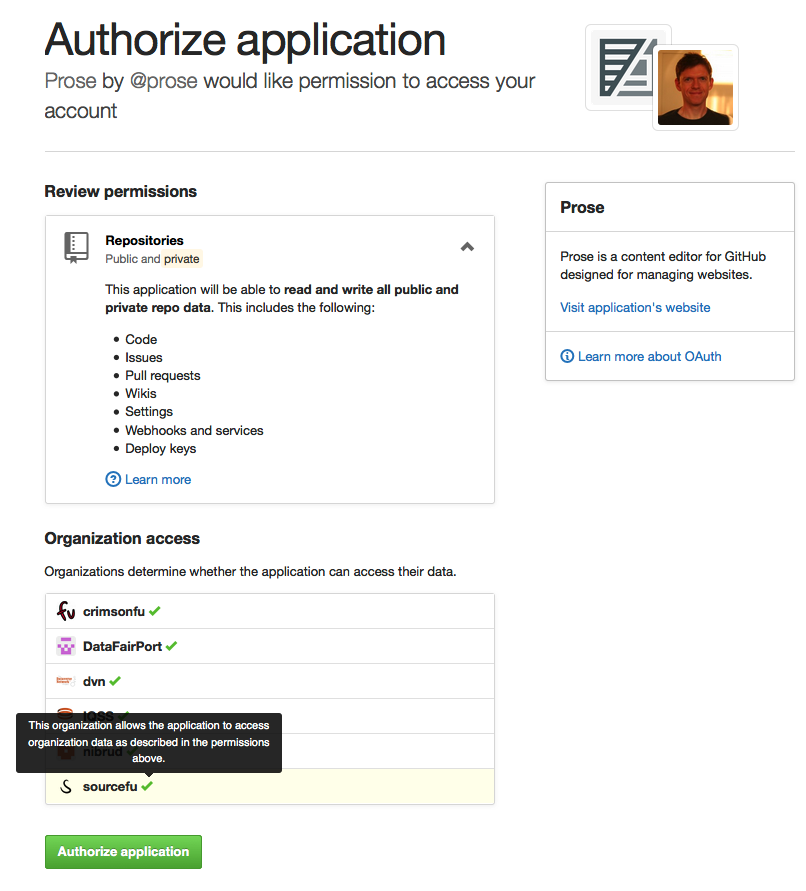 Authorize application
Prose by @prose would like permission to access your
account
Review permissions
Repositories
Public and private
This application will be able to read and write all public and
private repo data. This includes the following:
Code
Issues
Pull requests
Wikis
Settings
Webhooks and services
Deploy keys
Learn more
Prose
Prose is a content editor for GitHub
designed for managing websites.
Visit application's website
Learn more about OAuth
Organization access
Organizations determine whether the application can access their data.
crimsonfu
DataFairPort
dvn
IQSS
This organization allows the application to access
organization data as described in the permissions
above.
nibrud
sourcefu
Authorize application